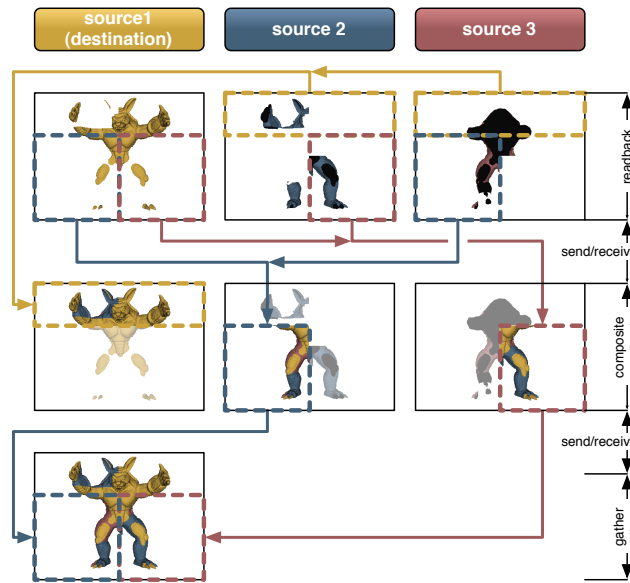 source1
(destination)
source 2
source 3
readback
send/receiv
composite
send/receiv
gather